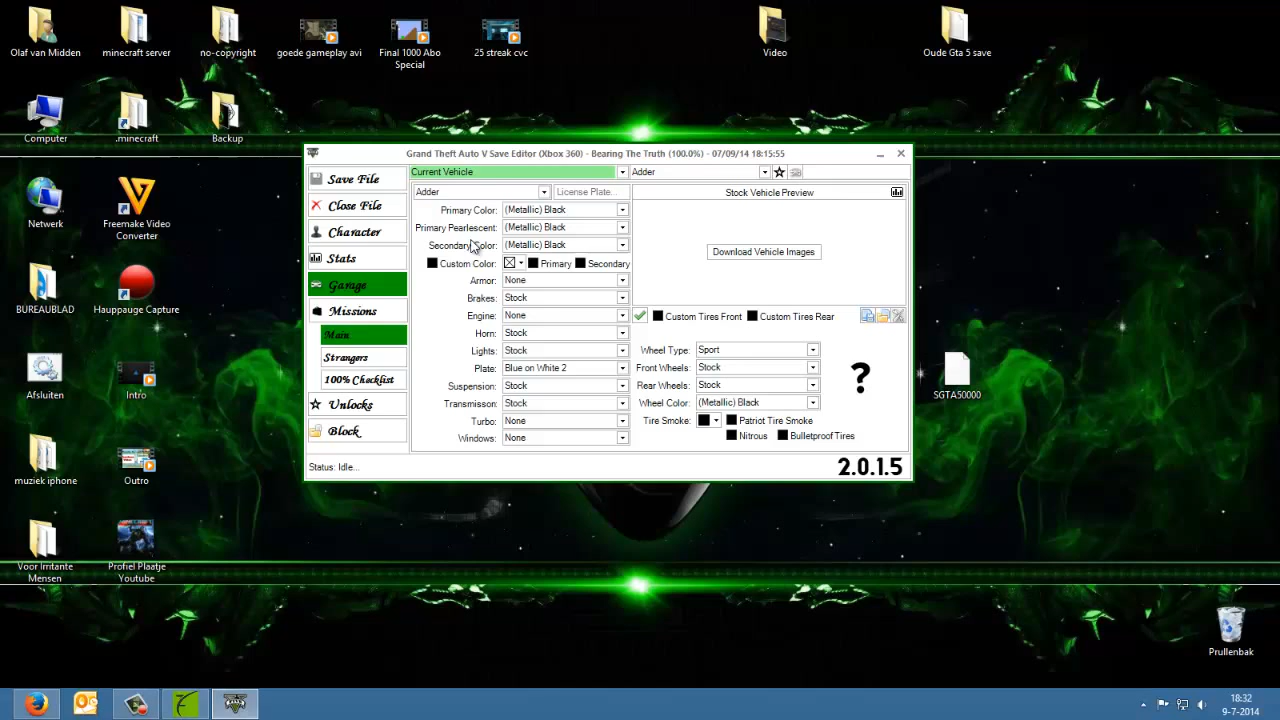 Olaf van Midden
minecraft server
no-copyright
goede gameplay avi
Final 1000 Abo
Special
25 streak cvc
Video
Oude Gta 5 save
Computer
.minecraft
Backup
Grand Theft Auto V Save Editor (Xbox 360) - Bearing The Truth (100.0%) - 07/09/14 18:15:55
Save File
Current Vehicle
Adder
Adder
License Plate...
Stock Vehicle Preview
Close File
Primary Color: (Metallic) Black
Primary Pearlescent: (Metallic) Black
Character
Secondary Color: (Metallic) Black
Download Vehicle Images
Stats
Custom Color:
Primary
Secondary
Garage
Armor: None
Brakes: Stock
Missions
Engine: None
Custom Tires Front
Custom Tires Rear
Main
Horn: Stock
Strangers
Lights: Stock
Wheel Type: Sport
Plate: Blue on White 2
Front Wheels: Stock
?
100% Checklist
Suspension: Stock
Rear Wheels: Stock
Unlocks
Transmisson: Stock
Wheel Color: (Metallic) Black
Turbo: None
Tire Smoke:
Patriot Tire Smoke
Block
Windows: None
Nitrous
Bulletproof Tires
Status: Idle...
2.0.1.5
Netwerk
Freemake Video
Converter
BUREAUBLAD
Hauppauge Capture
Afsluiten
Intro
SGTA50000
muziek iphone
Outro
Voor Irritante
Mensen
Profiel Plaatje
Youtube
Prullenbak
18:32
9-7-2014